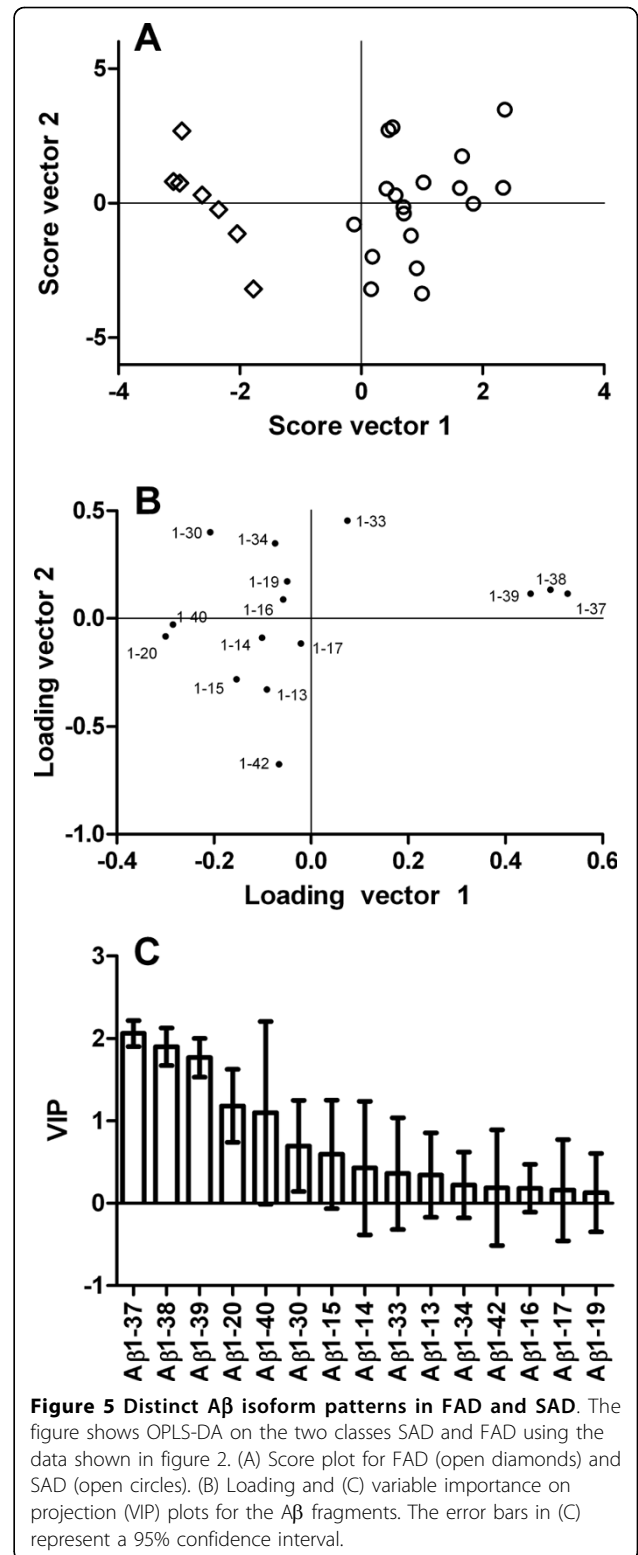 A
5
0
-5
-4
-2
0
2
4
Score vector 2
Score vector 1
B
0.5
0.0
-0.5
-1.0
-0.4
-0.2
0.0
0.2
0.4
0.6
1-30
1-34
1-33
1-19
1-16
1-38
1-39
1-37
1-40
1-20
1-14
1-17
1-15
1-13
1-42
Loading vector 2
Loading vector 1
C
3
2
1
0
-1
VIP
Aβ1-37
Aβ1-38
Aβ1-39
Aβ1-20
Aβ1-40
Aβ1-30
Aβ1-15
Aβ1-14
Aβ1-33
Aβ1-13
Aβ1-34
Aβ1-42
Aβ1-16
Aβ1-17
Aβ1-19
Figure 5 Distinct Aβ isoform patterns in FAD and SAD. The
figure shows OPLS-DA on the two classes SAD and FAD using the
data shown in figure 2. (A) Score plot for FAD (open diamonds) and
SAD (open circles). (B) Loading and (C) variable importance on
projection (VIP) plots for the Aβ fragments. The error bars in (C)
represent a 95% confidence interval.